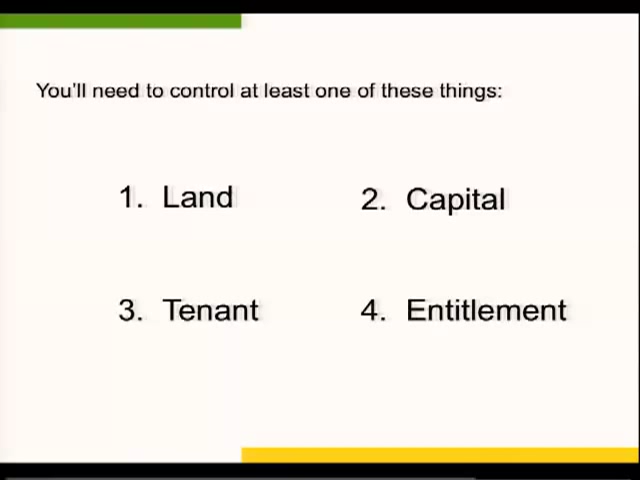 You'll need to control at least one of these things:
1. Land
2. Capital
3. Tenant
4. Entitlement